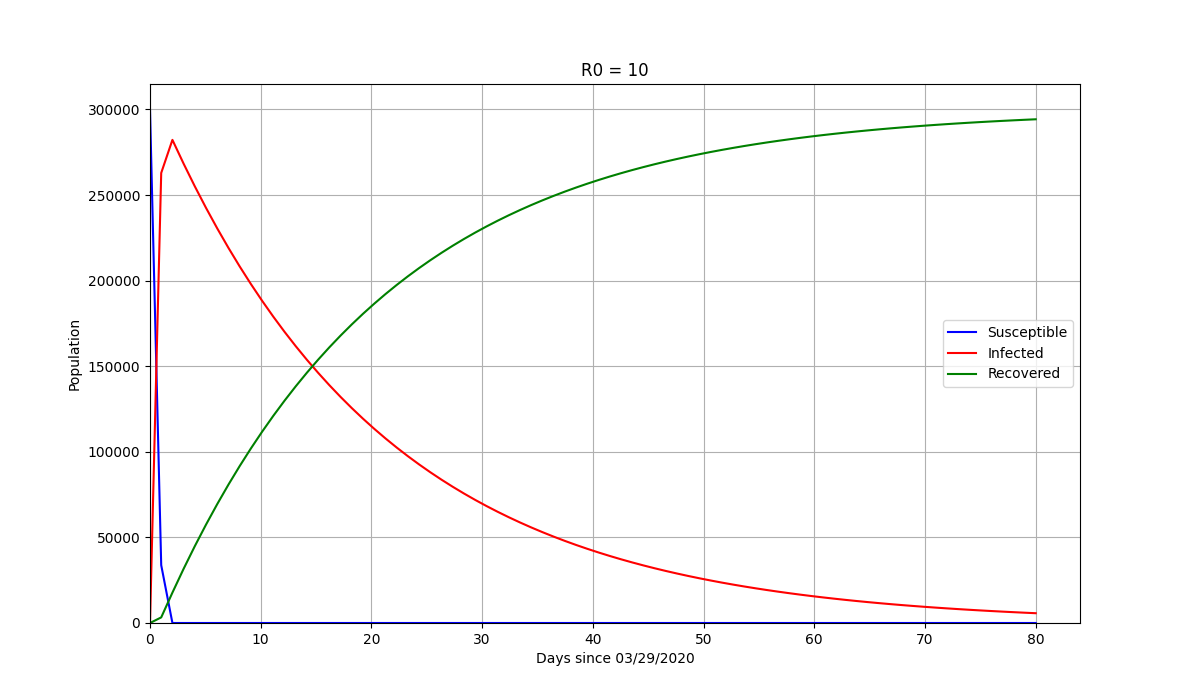 R0 = 10
300000
250000
200000
150000
100000
50000
0
Population
Susceptible
Infected
Recovered
0 10 20 30 40 50 60 70 80
Days since 03/29/2020